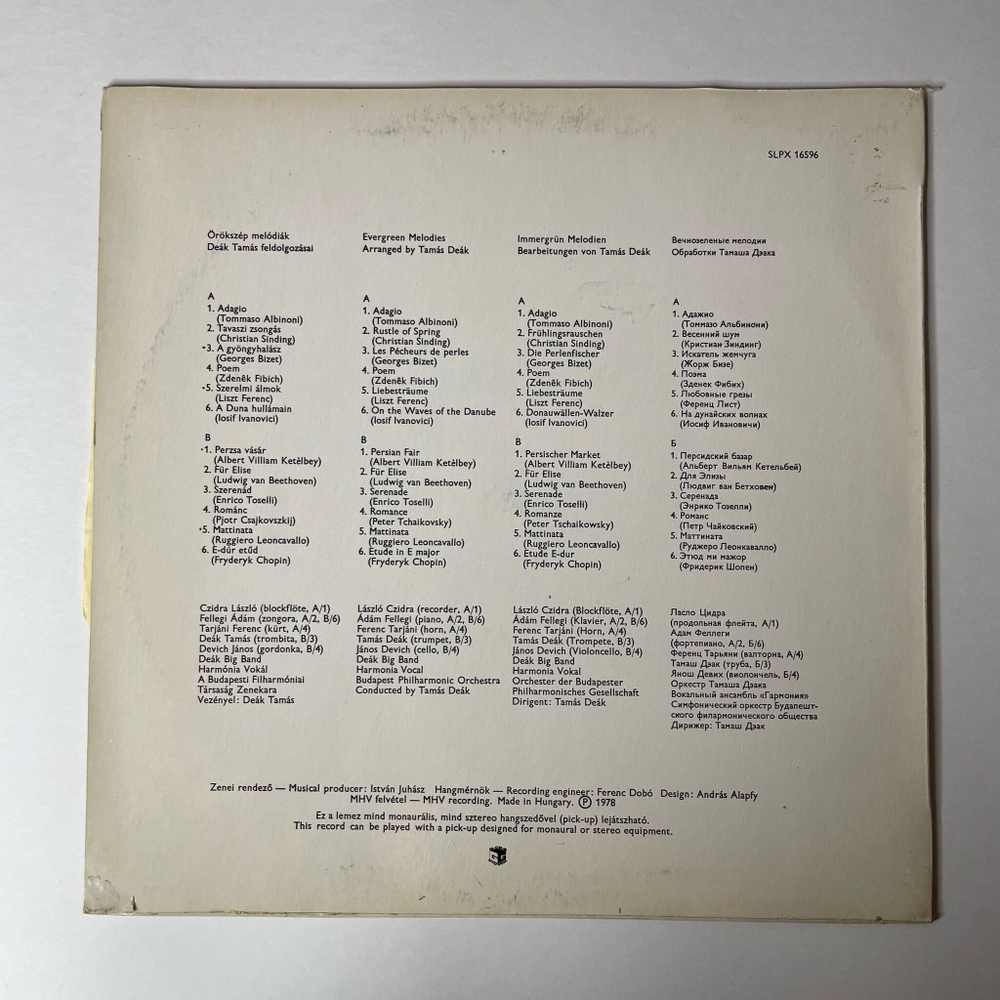 SLPX 16596
Örökszép melódiák
Deák Tamás feldolgozásai
A
1. Adagio
(Tommaso Albinoni)
2. Tavaszi zsongás
(Christian Sinding)
•3. A gyöngyhalász
(Georges Bizet)
4. Poem
(Zdeněk Fibich)
•5. Szerelmi álmok
(Liszt Ferenc)
6. A Duna hullámain
(Iosif Ivanovici)
B
•1. Perzsa vásár
(Albert Villiam Ketèlbey)
2. Für Elise
(Ludwig van Beethoven)
3. Szerenád
(Enrico Toselli)
4. Románc
(Pjotr Csajkovszkij)
•5. Mattinata
(Ruggiero Leoncavallo)
6. E-dúr etűd
(Fryderyk Chopin)
Czidra László (blockflöte, A/1)
Fellegi Ádám (zongora, A/2, B/6)
Tarjáni Ferenc (kürt, A/4)
Deák Tamás (trombita, B/3)
Devich János (gordonka, B/4)
Deák Big Band
Harmónia Vokál
A Budapesti Filharmóniai
Társaság Zenekara
Vezényel: Deák Tamás
Evergreen Melodies
Arranged by Tamás Deák
A
1. Adagio
(Tommaso Albinoni)
2. Rustle of Spring
(Christian Sinding)
3. Les Pécheurs de perles
(Georges Bizet)
4. Poem
(Zdeněk Fibich)
5. Liebesträume
(Liszt Ferenc)
6. On the Waves of the Danube
(Iosif Ivanovici)
B
1. Persian Fair
(Albert Villiam Ketèlbey)
2. Für Elise
(Ludwig van Beethoven)
3. Serenade
(Enrico Toselli)
4. Romance
(Peter Tchaikovsky)
5. Mattinata
(Ruggiero Leoncavallo)
6. Etude in E major
(Fryderyk Chopin)
László Czidra (recorder, A/1)
Ádám Fellegi (piano, A/2, B/6)
Ferenc Tarjáni (horn, A/4)
Tamás Deák (trumpet, B/3)
János Devich (cello, B/4)
Deák Big Band
Harmonia Vocal
Budapest Philharmonic Orchestra
Conducted by Tamás Deák
Immergrün Melodien
Bearbeitungen von Tamás Deák
A
1. Adagio
(Tommaso Albinoni)
2. Frühlingsrauschen
(Christian Sinding)
3. Die Perlenfischer
(Georges Bizet)
4. Poem
(Zdeněk Fibich)
5. Liebesträume
(Liszt Ferenc)
6. Donauwällen-Walzer
(Iosif Ivanovici)
B
1. Persischer Market
(Albert Villiam Ketèlbey)
2. Für Elise
(Ludwig van Beethoven)
3. Serenade
(Enrico Toselli)
4. Romanze
(Peter Tschaikowsky)
5. Mattinata
(Ruggiero Leoncavallo)
6. Etude E-dur
(Fryderyk Chopin)
László Czidra (Blockflöte, A/1)
Ádám Fellegi (Klavier, A/2, B/6)
Ferenc Tarjáni (Horn, A/4)
Tamás Deák (Trompete, B/3)
János Devich (Violoncello, B/4)
Deák Big Band
Harmonia Vokal
Orchester der Budapester
Philharmonisches Gesellschaft
Dirigent: Tamás Deák
Вечнозеленые мелодии
Обработки Тамаша Дэака
А
1. Адажио
(Томмазо Альбинони)
2. Весенний шум
(Кристиан Зиндинг)
3. Искатель жемчуга
(Жорж Бизе)
4. Поэма
(Зденек Фибих)
5. Любовные грезы
(Ференц Лист)
6. На дунайских волнах
(Иосиф Ивановичи)
Б
1. Персидский базар
(Альберт Вильям Кетельбей)
2. Для Элизы
(Людвиг ван Бетховен)
3. Серенада
(Энрико Тозелли)
4. Романс
(Петр Чайковский)
5. Маттината
(Руджеро Леонкавалло)
6. Этюд ми мажор
(Фридерик Шопен)
Ласло Цидра
(продольная флейта, А/1)
Адан Феллеги
(фортепиано, А/2, Б/6)
Ференц Тарьяни (валторна, А/4)
Тамаш Дэак (труба, Б/3)
Янош Девих (виолончель, Б/4)
Оркестр Тамаша Дэака
Вокальный ансамбль «Гармония»
Симфонический оркестр Будапешт-
ского филармонического общества
Дирижер: Тамаш Дэак
Zenei rendező — Musical producer: István Juhász Hangmérnök — Recording engineer: Ferenc Dobó Design: András Alapfy
MHV felvétel — MHV recording. Made in Hungary. Ⓟ 1978
Ez a lemez mind monaurális, mind sztereo hangszedővel (pick-up) lejátszható.
This record can be played with a pick-up designed for monaural or stereo equipment.